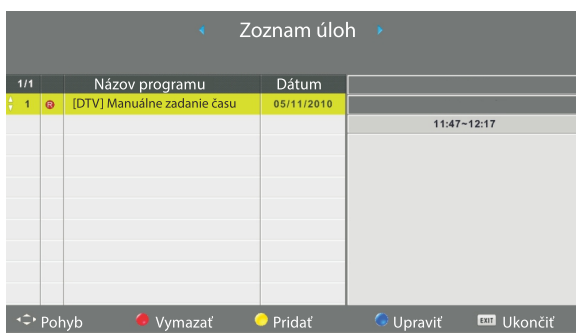 Zoznam úloh
1/1 Názov programu Dátum
1 R [DTV] Manuálne zadanie času 05/11/2010
11:47~12:17
Pohyb Vymazať Pridať Upraviť EXIT Ukončiť